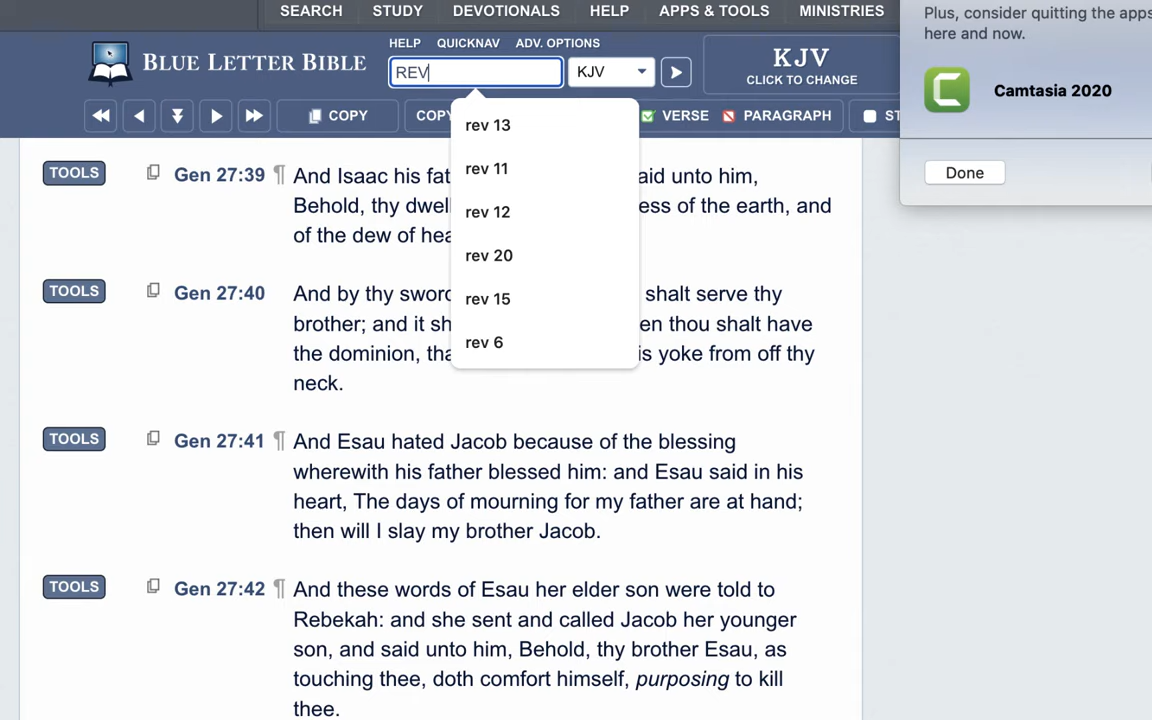 SEARCH STUDY DEVOTIONALS HELP APPS & TOOLS MINISTRIES
Plus, consider quitting the apps
here and now.
HELP QUICKNAV ADV. OPTIONS
BLUE LETTER BIBLE
REV
KJV
KJV
CLICK TO CHANGE
Camtasia 2020
COPY
COPY
VERSE
PARAGRAPH
ST
Done
rev 13
rev 11
rev 12
rev 20
rev 15
rev 6
TOOLS Gen 27:39 ¶ And Isaac his fat aid unto him,
Behold, thy dwell ess of the earth, and
of the dew of hea
TOOLS Gen 27:40 And by thy sword shalt serve thy
brother; and it sh en thou shalt have
the dominion, tha is yoke from off thy
neck.
TOOLS Gen 27:41 ¶ And Esau hated Jacob because of the blessing
wherewith his father blessed him: and Esau said in his
heart, The days of mourning for my father are at hand;
then will I slay my brother Jacob.
TOOLS Gen 27:42 ¶ And these words of Esau her elder son were told to
Rebekah: and she sent and called Jacob her younger
son, and said unto him, Behold, thy brother Esau, as
touching thee, doth comfort himself, purposing to kill
thee.